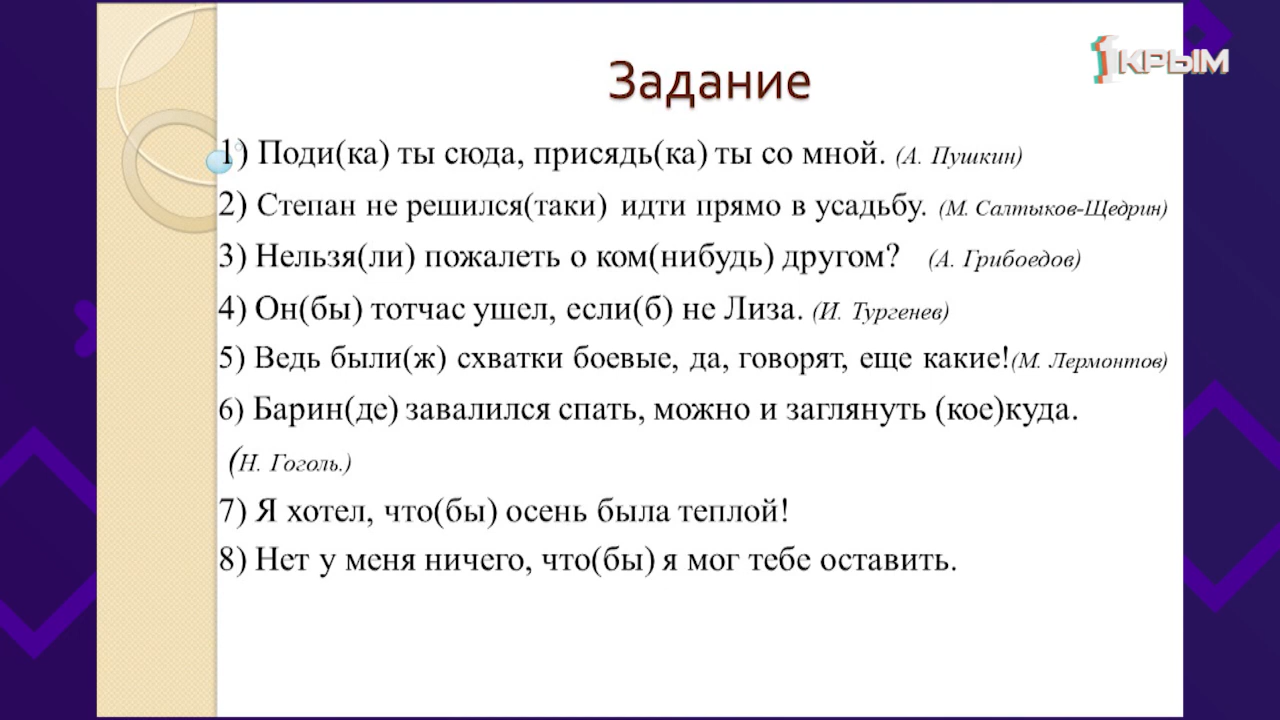 1КРЫМ
Задание
1) Поди(ка) ты сюда, присядь(ка) ты со мной. (А. Пушкин)
2) Степан не решился(таки) идти прямо в усадьбу. (М. Салтыков-Щедрин)
3) Нельзя(ли) пожалеть о ком(нибудь) другом? (А. Грибоедов)
4) Он(бы) тотчас ушел, если(б) не Лиза. (И. Тургенев)
5) Ведь были(ж) схватки боевые, да, говорят, еще какие!(М. Лермонтов)
6) Барин(де) завалился спать, можно и заглянуть (кое)куда.
(Н. Гоголь.)
7) Я хотел, что(бы) осень была теплой!
8) Нет у меня ничего, что(бы) я мог тебе оставить.